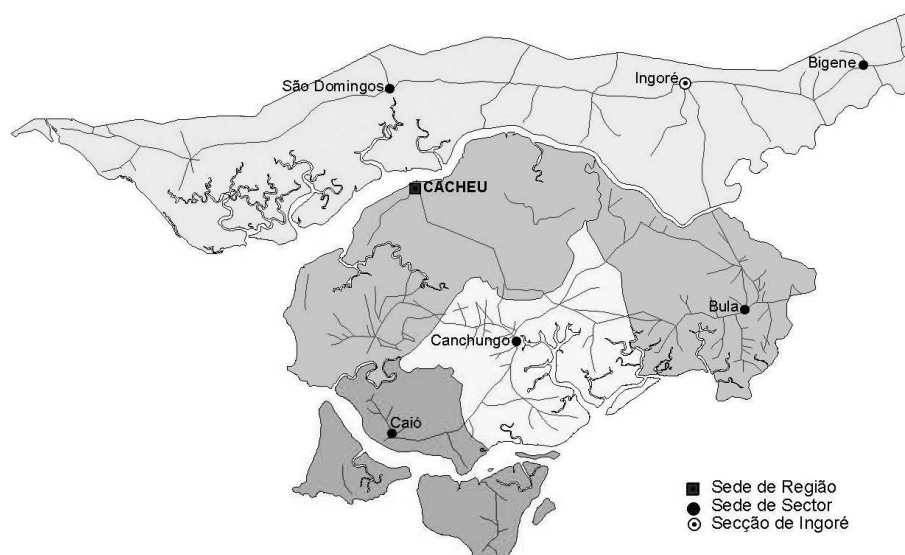 Bigene
Ingoré
São Domingos
CACHEU
Bula
Canchungo
Caió
Sede de Região
Sede de Sector
Secção de Ingoré